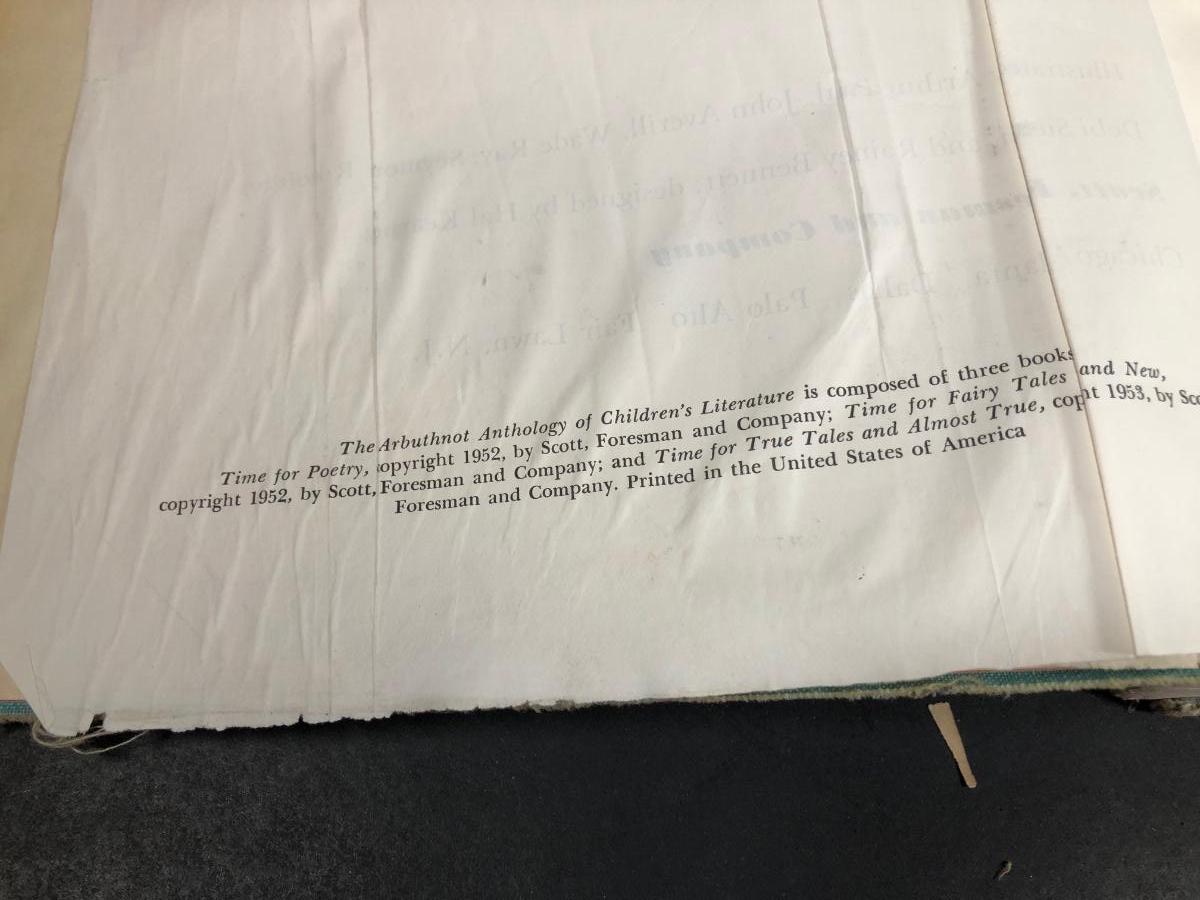 The Arbuthnot Anthology of Children's Literature is composed of three books
Time for Poetry, opyright 1952, by Scott, Foresman and Company; Time for Fairy Tales and New,
copyright 1952, by Scott, Foresman and Company; and Time for True Tales and Almost True, copt 1953, by Sco
Foresman and Company. Printed in the United States of America